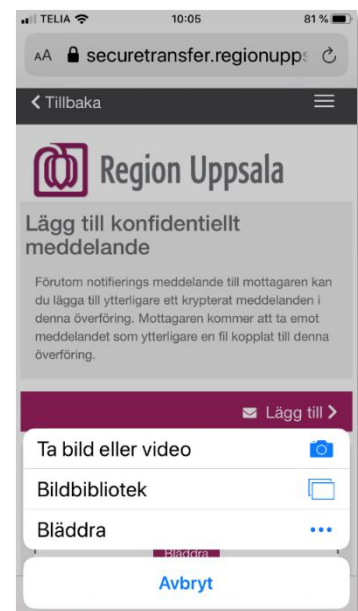 TELIA 10:05 81 %
AA securetransfer.regionupps
Tillbaka
Region Uppsala
Lägg till konfidentiellt
meddelande
Förutom notifierings meddelande till mottagaren kan
du lägga till ytterligare ett krypterat meddelanden i
denna överföring. Mottagaren kommer att ta emot
meddelandet som ytterligare en fil kopplat till denna
överföring.
Lägg till
Ta bild eller video
Bildbibliotek
Bläddra
Bläddra
Avbryt